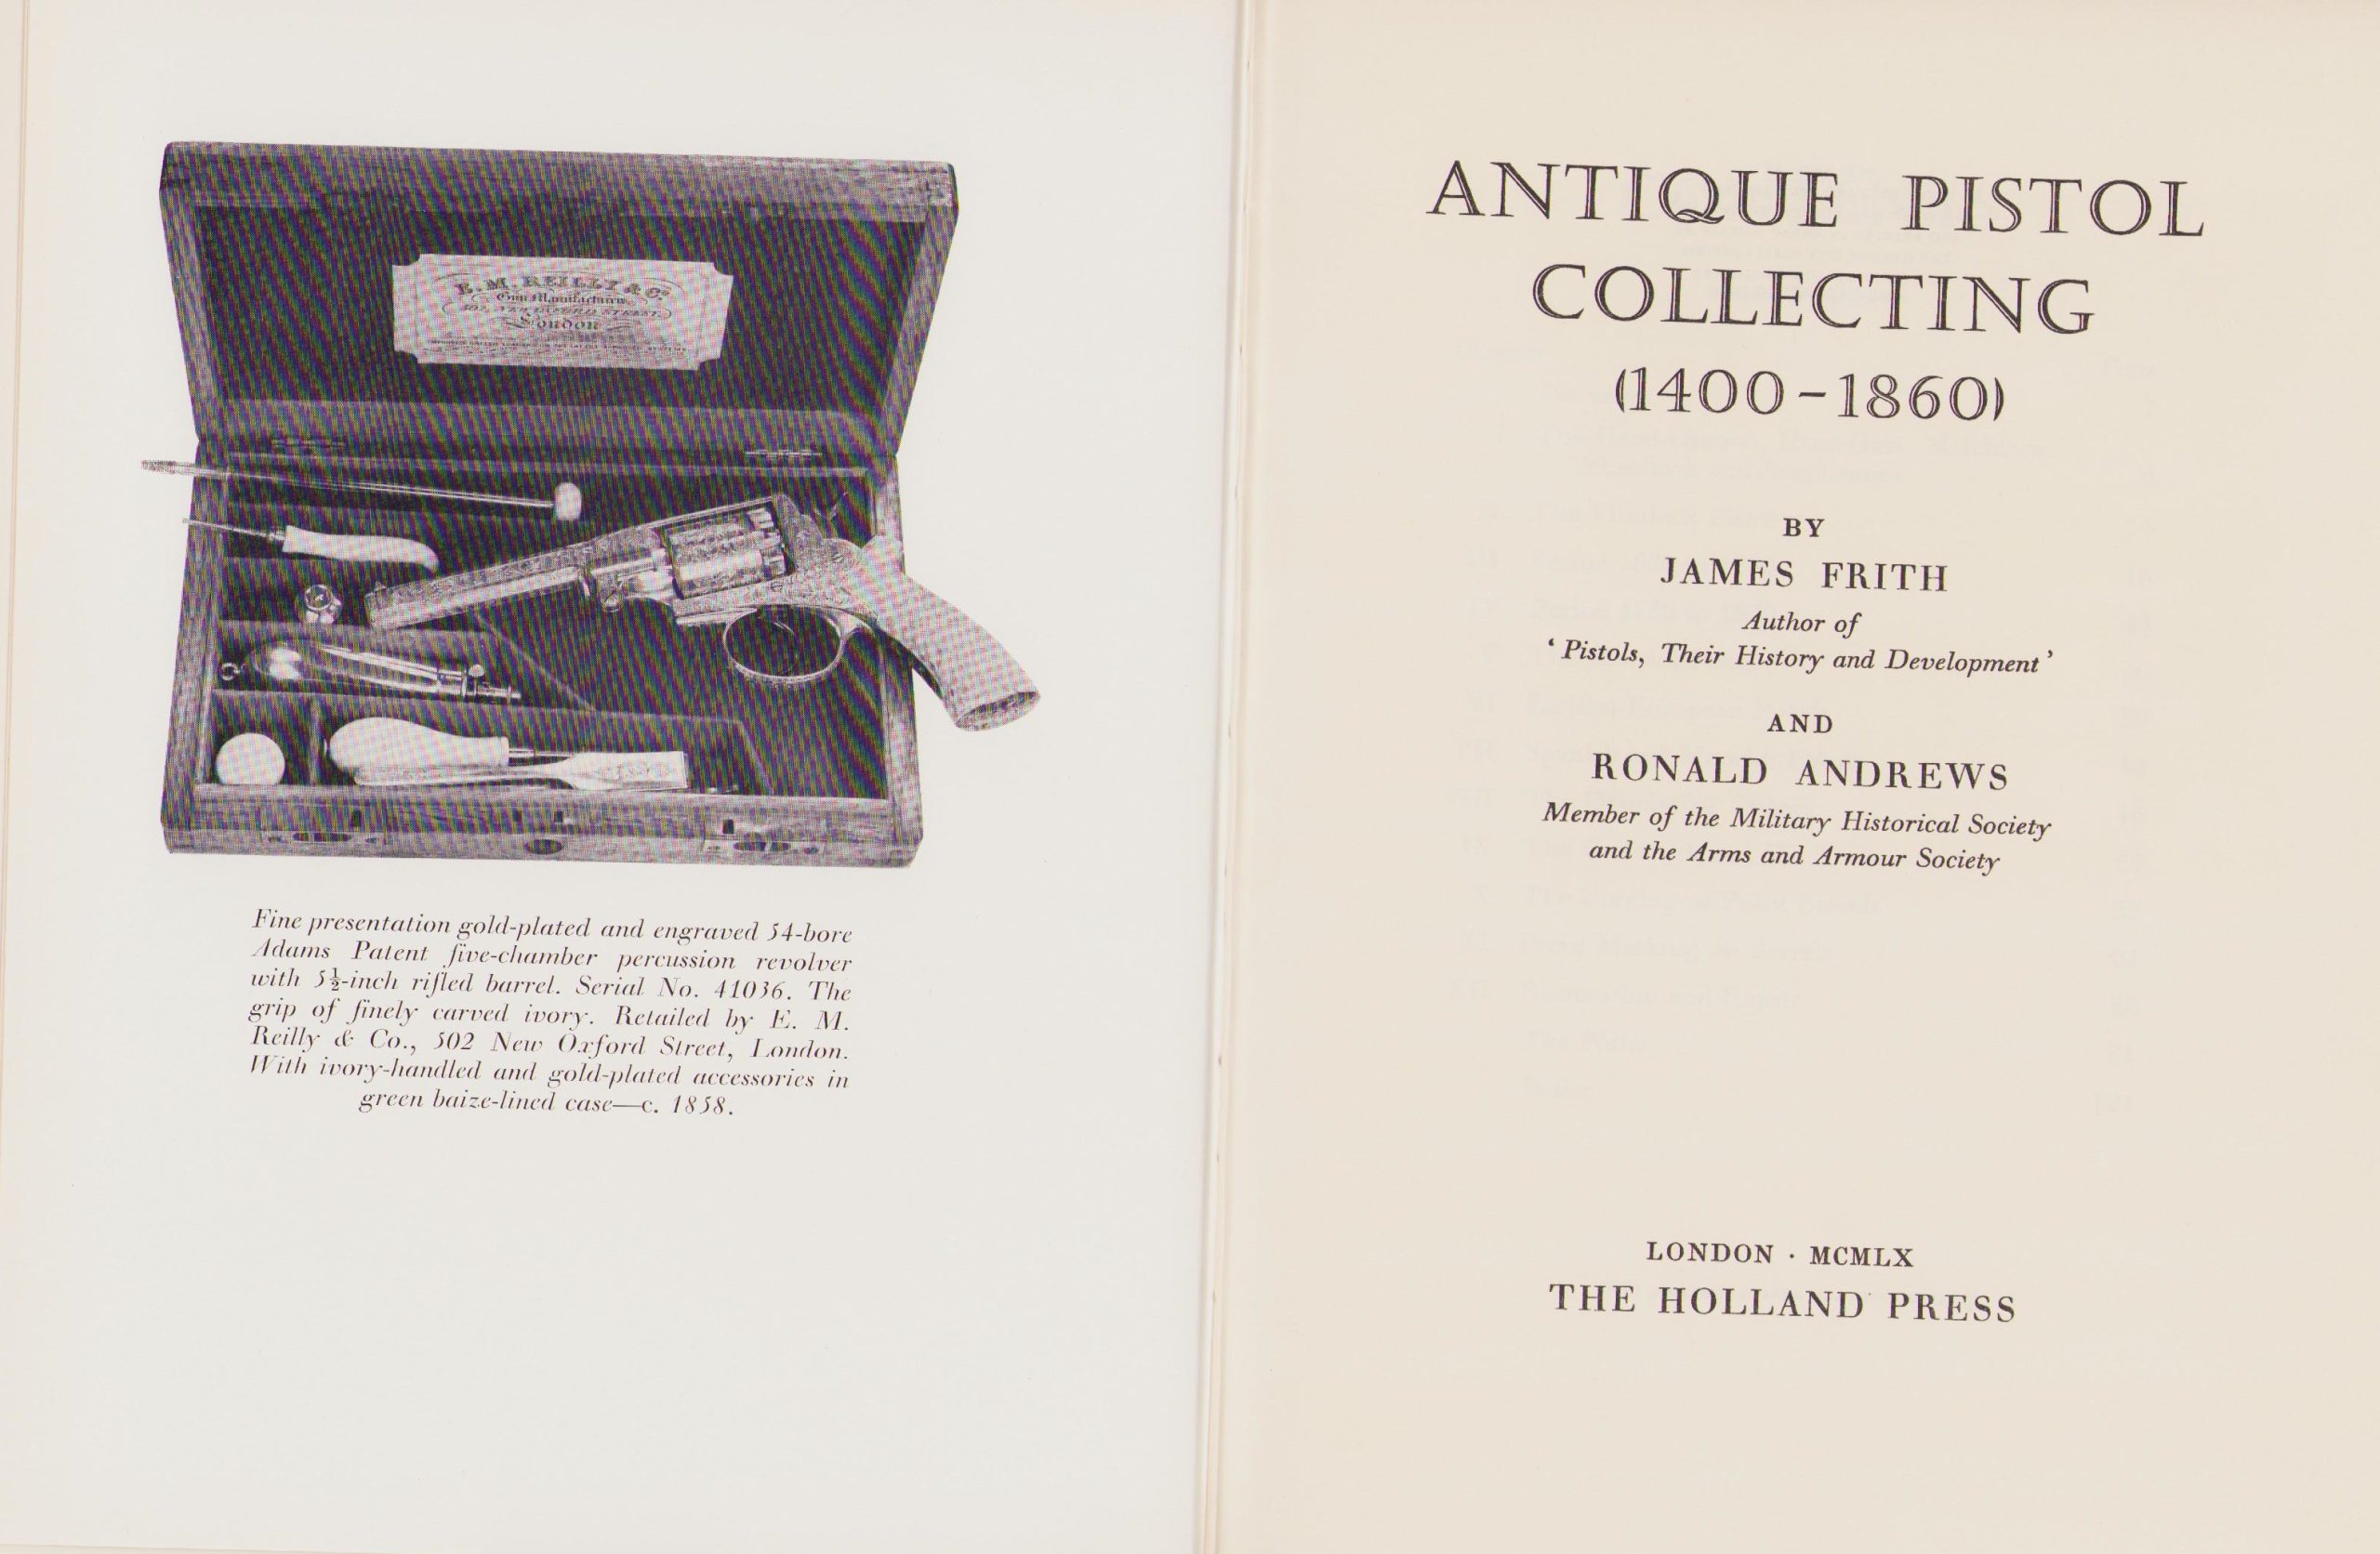 E. M. REILLY & Co.
Gun Manufacturers
502, NEW OXFORD STREET,
London
Fine presentation gold-plated and engraved 54-bore
Adams Patent five-chamber percussion revolver
with 5½-inch rifled barrel. Serial No. 41036. The
grip of finely carved ivory. Retailed by E. M.
Reilly & Co., 502 New Oxford Street, London.
With ivory-handled and gold-plated accessories in
green baize-lined case—c. 1858.
ANTIQUE PISTOL
COLLECTING
(1400–1860)
BY
JAMES FRITH
Author of
‘Pistols, Their History and Development’
AND
RONALD ANDREWS
Member of the Military Historical Society
and the Arms and Armour Society
LONDON · MCMLX
THE HOLLAND PRESS